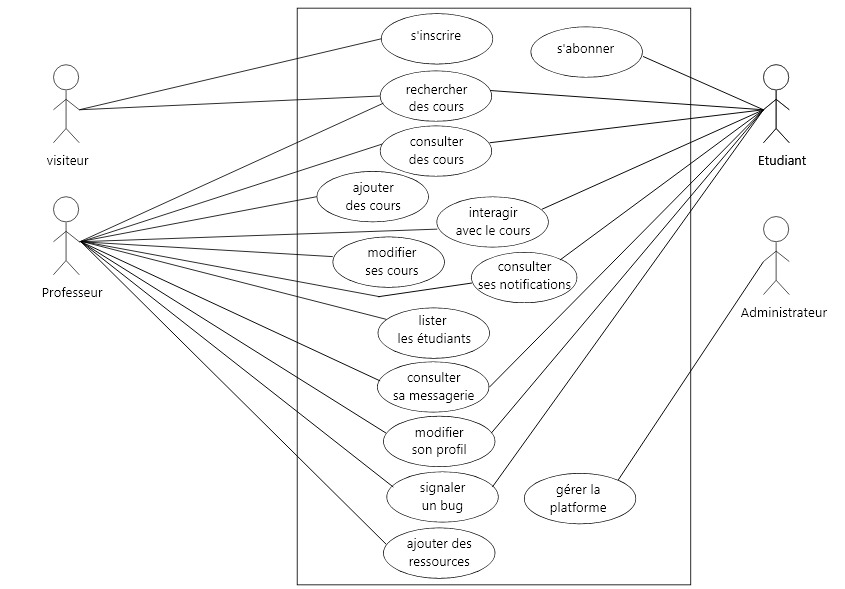 s'inscrire
s'abonner
rechercher
des cours
visiteur
Etudiant
consulter
des cours
ajouter
des cours
interagir
avec le cours
modifier
ses cours
consulter
ses notifications
Professeur
Administrateur
lister
les étudiants
consulter
sa messagerie
modifier
son profil
signaler
un bug
gérer la
platforme
ajouter des
ressources